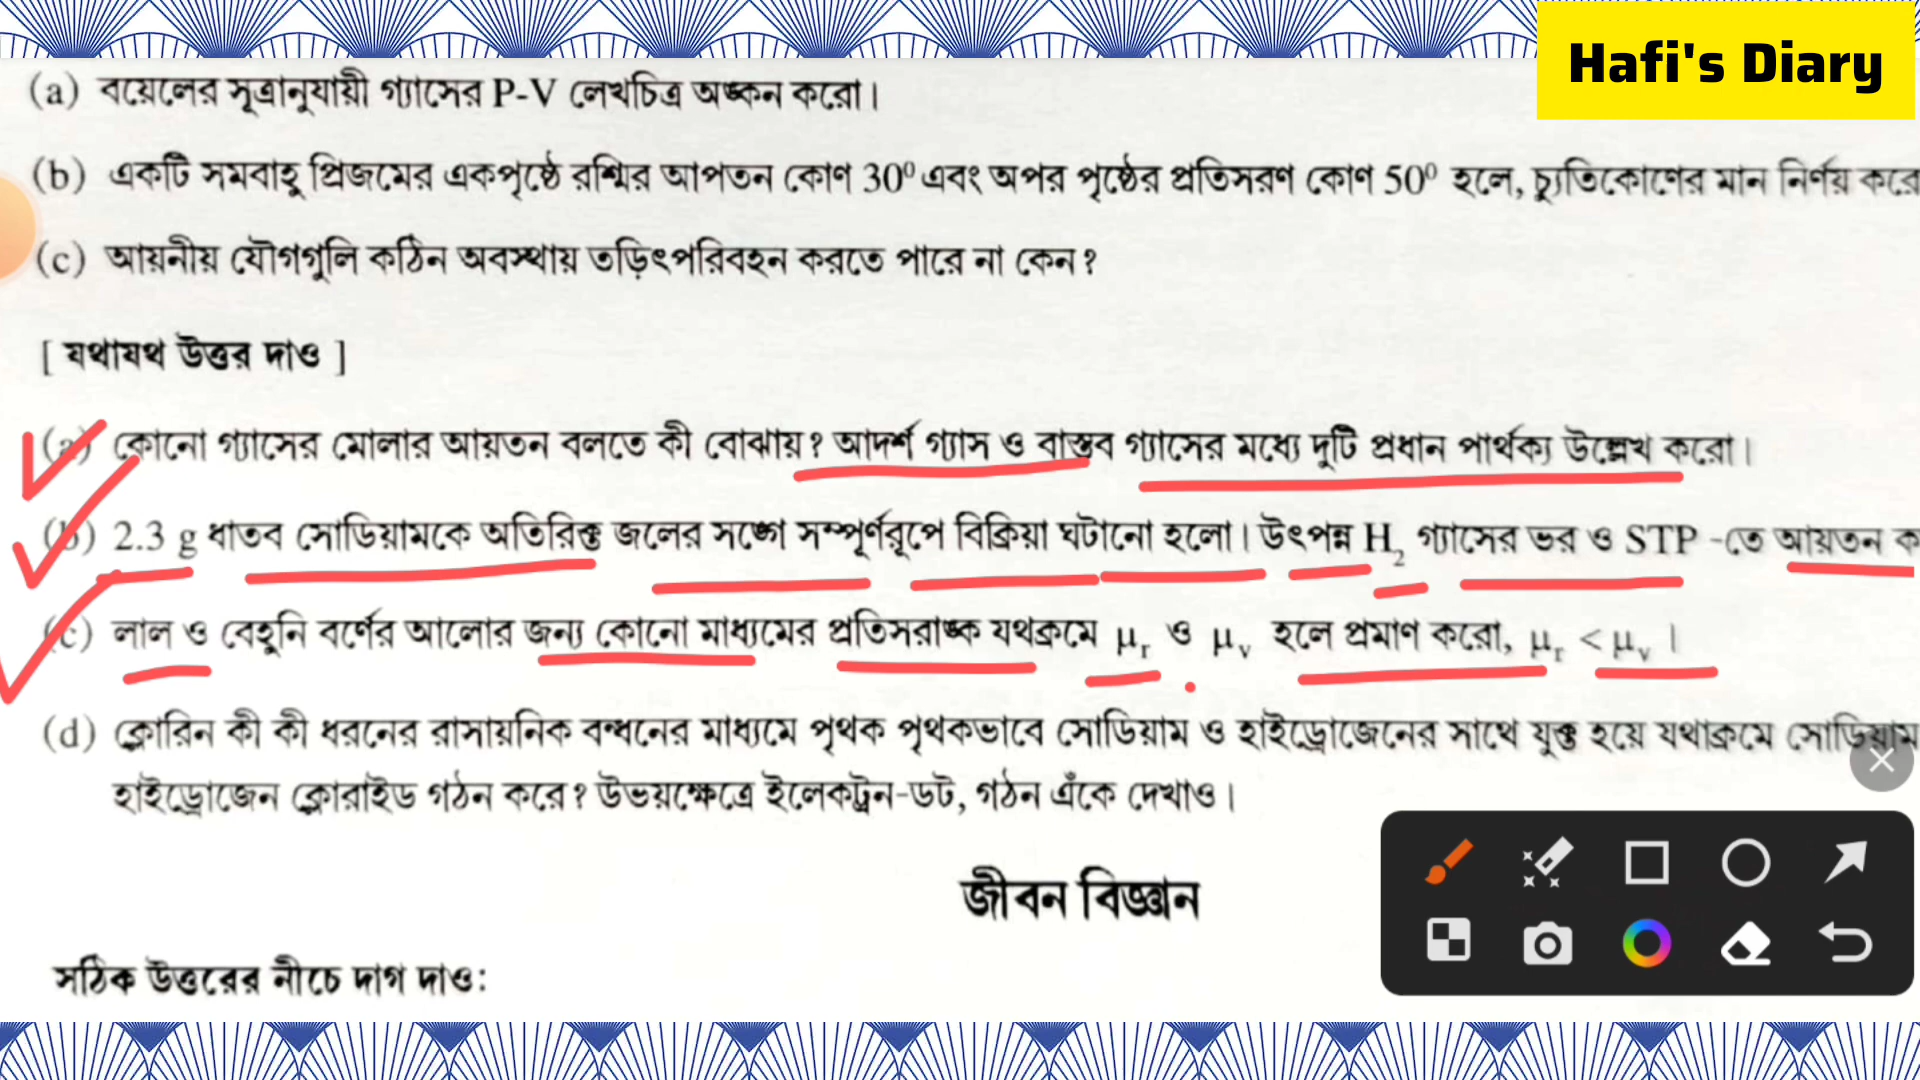 Hafi's Diary
(a) বয়েলের সূত্রানুযায়ী গ্যাসের P-V লেখচিত্র অঙ্কন করো।
(b) একটি সমবাহু প্রিজমের একপৃষ্ঠে রশ্মির আপতন কোণ 30⁰ এবং অপর পৃষ্ঠের প্রতিসরণ কোণ 50⁰ হলে, চ্যুতিকোণের মান নির্ণয় করো
(c) আয়নীয় যৌগগুলি কঠিন অবস্থায় তড়িৎপরিবহন করতে পারে না কেন?
[ যথাযথ উত্তর দাও ]
(a) কোনো গ্যাসের মোলার আয়তন বলতে কী বোঝায়? আদর্শ গ্যাস ও বাস্তব গ্যাসের মধ্যে দুটি প্রধান পার্থক্য উল্লেখ করো।
(b) 2.3 g ধাতব সোডিয়ামকে অতিরিক্ত জলের সঙ্গে সম্পূর্ণরূপে বিক্রিয়া ঘটানো হলো। উৎপন্ন H₂ গ্যাসের ভর ও STP -তে আয়তন ক
(c) লাল ও বেহুনি বর্ণের আলোর জন্য কোনো মাধ্যমের প্রতিসরাঙ্ক যথক্রমে μᵣ ও μᵥ হলে প্রমাণ করো, μᵣ < μᵥ ।
(d) ক্লোরিন কী কী ধরনের রাসায়নিক বন্ধনের মাধ্যমে পৃথক পৃথকভাবে সোডিয়াম ও হাইড্রোজেনের সাথে যুক্ত হয়ে যথাক্রমে সোডিয়াম
হাইড্রোজেন ক্লোরাইড গঠন করে? উভয়ক্ষেত্রে ইলেকট্রন-ডট, গঠন এঁকে দেখাও।
জীবন বিজ্ঞান
সঠিক উত্তরের নীচে দাগ দাও: